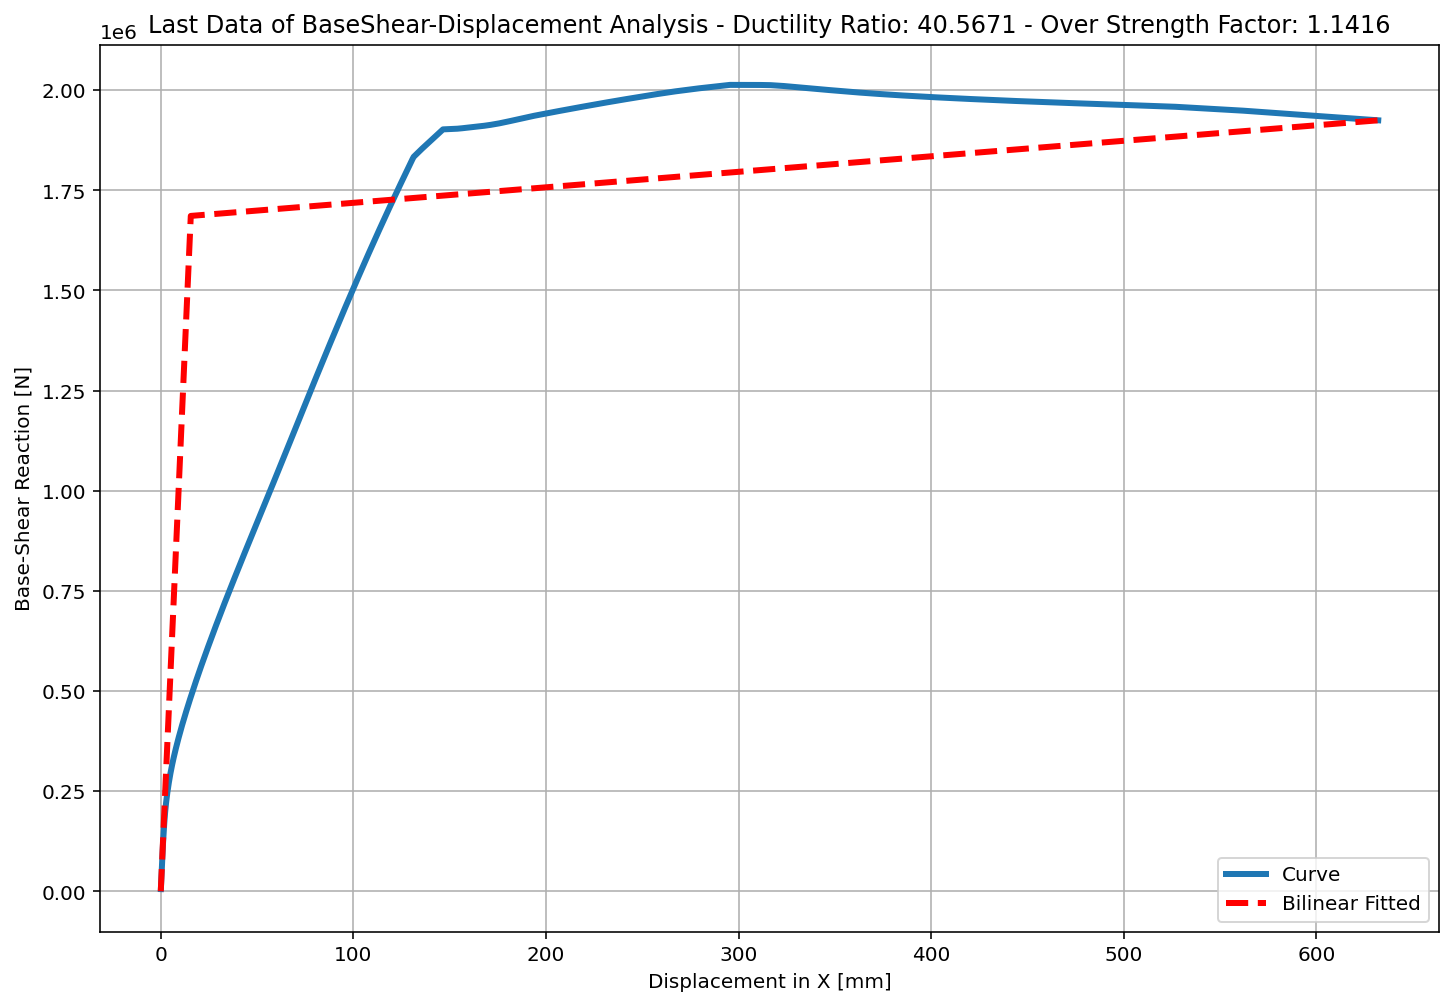 Last Data of BaseShear-Displacement Analysis - Ductility Ratio: 40.5671 - Over Strength Factor: 1.1416
1e6
2.00
1.75
1.50
1.25
1.00
0.75
0.50
0.25
0.00
Base-Shear Reaction [N]
Curve
Bilinear Fitted
0 100 200 300 400 500 600
Displacement in X [mm]